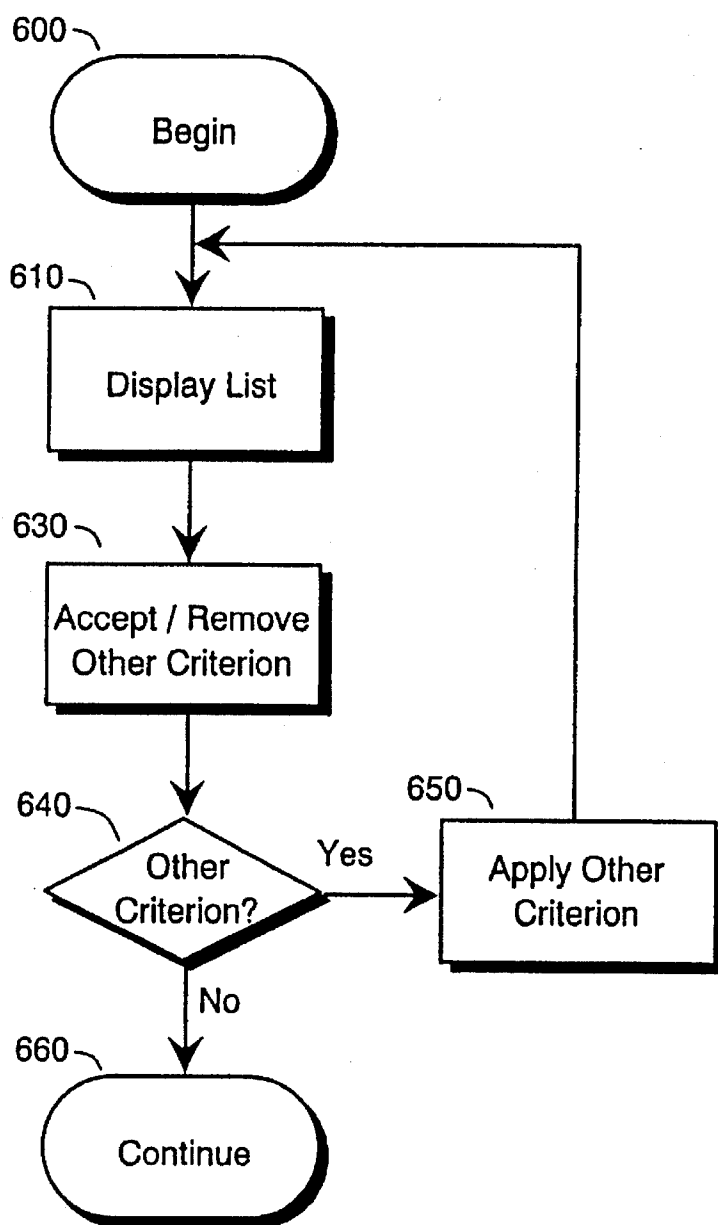 600
Begin
610
Display List
630
Accept / Remove
Other Criterion
640
Other
Criterion?
Yes
650
Apply Other
Criterion
No
660
Continue